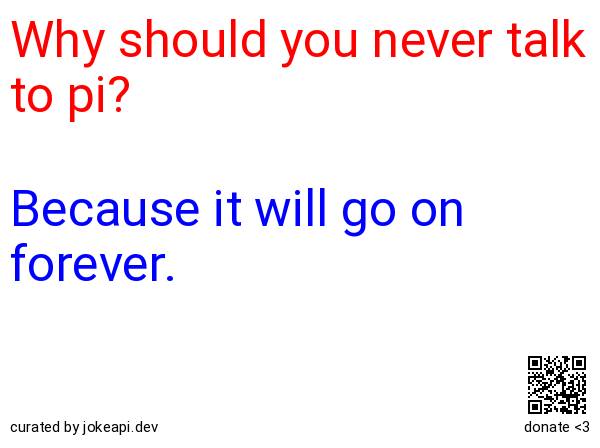 Why should you never talk
to pi?
Because it will go on
forever.
curated by jokeapi.dev
donate <3